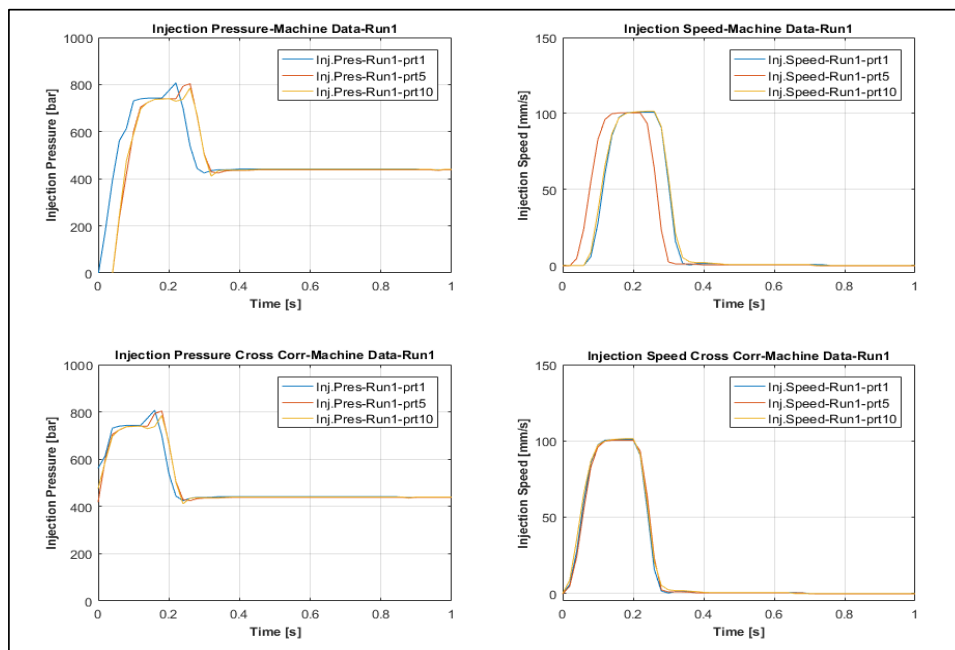 Injection Pressure-Machine Data-Run1
Injection Pressure [bar]
1000
800
600
400
200
0
Inj.Pres-Run1-prt1
Inj.Pres-Run1-prt5
Inj.Pres-Run1-prt10
0 0.2 0.4 0.6 0.8 1
Time [s]
Injection Speed-Machine Data-Run1
Injection Speed [mm/s]
150
100
50
0
Inj.Speed-Run1-prt1
Inj.Speed-Run1-prt5
Inj.Speed-Run1-prt10
0 0.2 0.4 0.6 0.8 1
Time [s]
Injection Pressure Cross Corr-Machine Data-Run1
Injection Pressure [bar]
1000
800
600
400
200
0
Inj.Pres-Run1-prt1
Inj.Pres-Run1-prt5
Inj.Pres-Run1-prt10
0 0.2 0.4 0.6 0.8 1
Time [s]
Injection Speed Cross Corr-Machine Data-Run1
Injection Speed [mm/s]
150
100
50
0
Inj.Speed-Run1-prt1
Inj.Speed-Run1-prt5
Inj.Speed-Run1-prt10
0 0.2 0.4 0.6 0.8 1
Time [s]